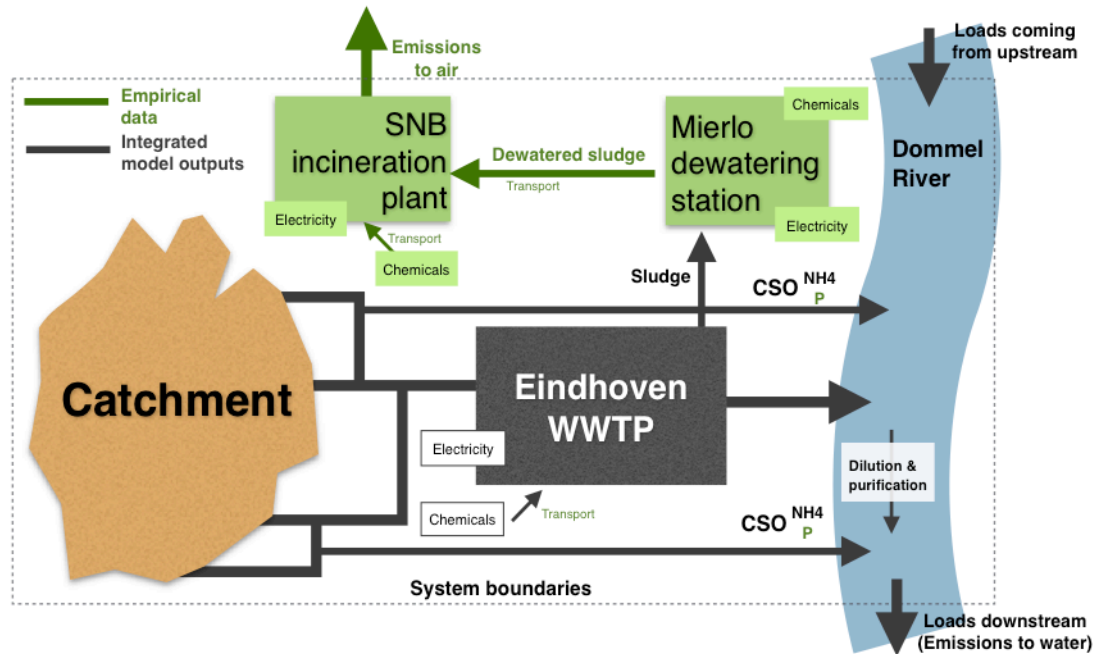 Emissions
to air
Loads coming
from upstream
Empirical
data
Integrated
model outputs
SNB
incineration
plant
Electricity
Transport
Chemicals
Dewatered sludge
Transport
Chemicals
Mierlo
dewatering
station
Electricity
Dommel
River
Sludge
CSO NH4
P
Catchment
Eindhoven
WWTP
Electricity
Chemicals
Transport
Dilution &
purification
CSO NH4
P
System boundaries
Loads downstream
(Emissions to water)